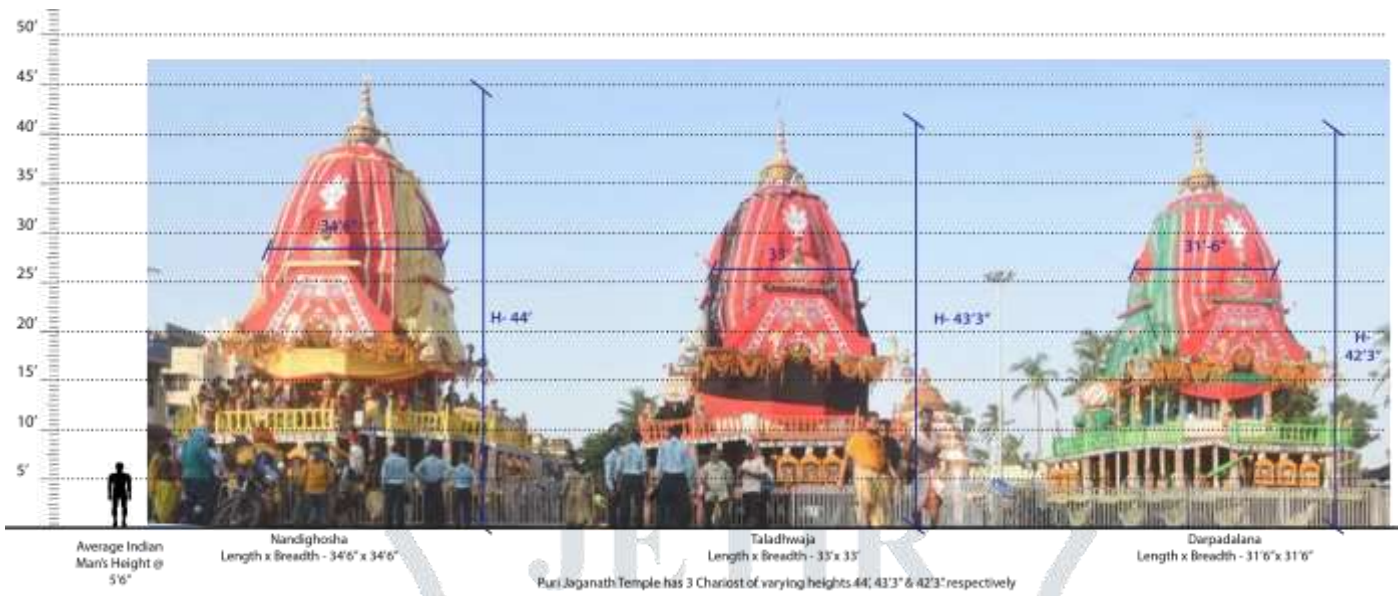 50'
45'
40'
35'
30'
25'
20'
15'
10'
5'
34'6"
H- 44'
33'
H- 43'3"
31'-6"
H-
42'3"
Average Indian
Man's Height @
5'6"
Nandighosha
Length x Breadth - 34'6" x 34'6"
Taladhwaja
Length x Breadth - 33' x 33'
Darpadalana
Length x Breadth - 31'6" x 31'6"
Puri Jaganath Temple has 3 Chariost of varying heights 44', 43'3" & 42'3" respectively
JETIR